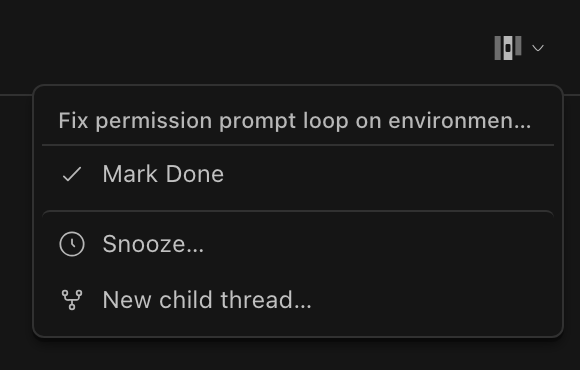 Fix permission prompt loop on environmen...
Mark Done
Snooze...
New child thread...